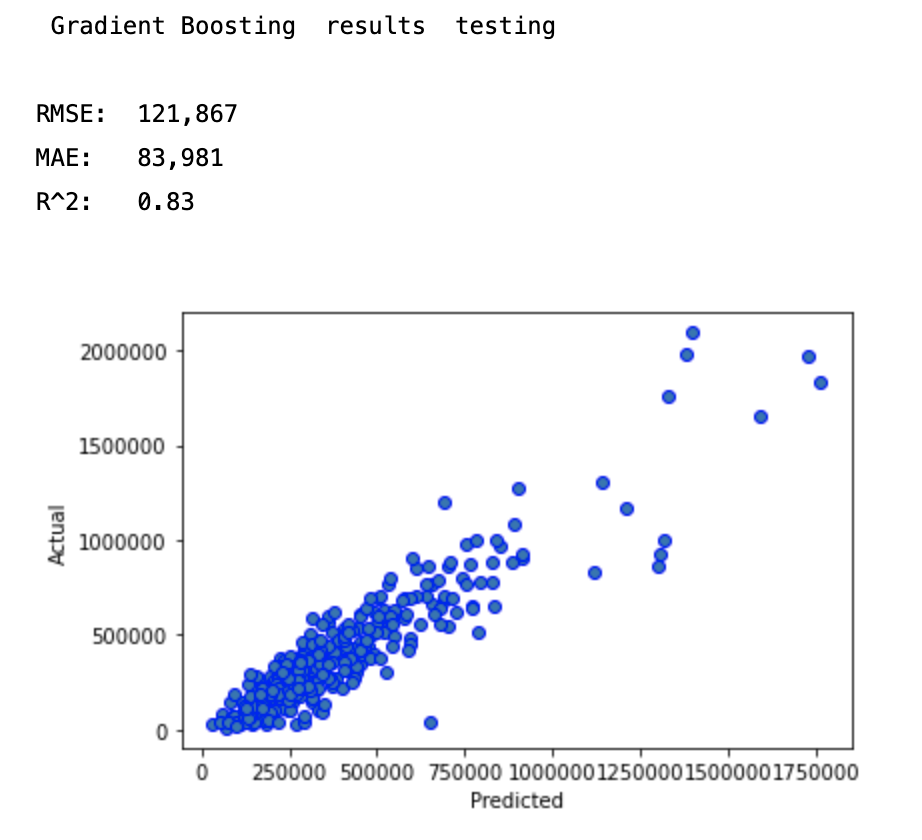 Gradient Boosting results testing
RMSE: 121,867
MAE: 83,981
R^2: 0.83
2000000
1500000
1000000
500000
0
Actual
0 250000 500000 750000 1000000 1250000 1500000 1750000
Predicted